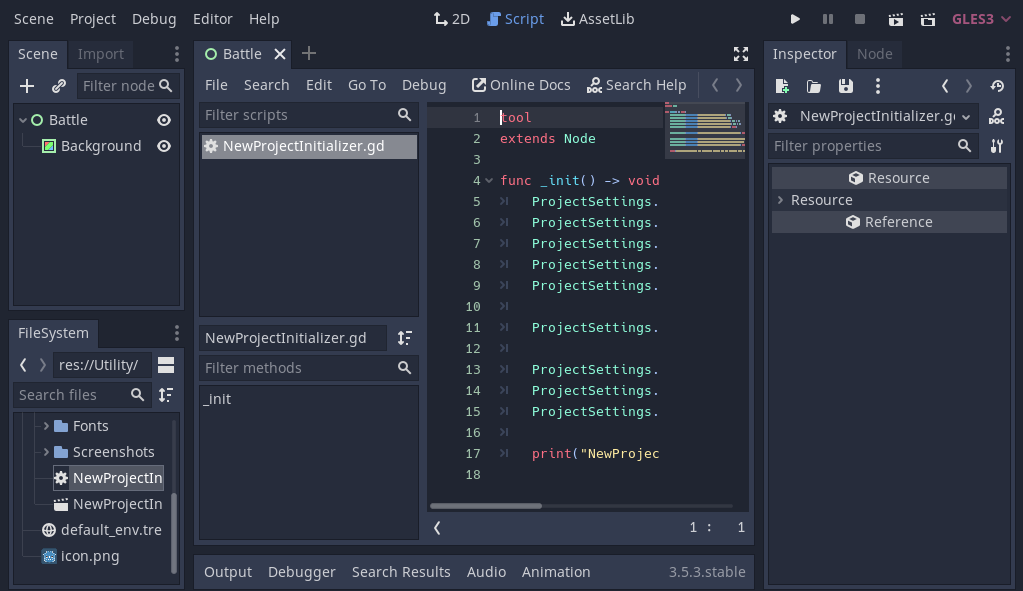 Scene Project Debug Editor Help 2D Script AssetLib GLES3
Scene Import
Filter node
Battle
Background
FileSystem
res://Utility/
Search files
Fonts
Screenshots
NewProjectIn
NewProjectIn
default_env.tre
icon.png
Battle
File Search Edit Go To Debug Online Docs Search Help
Filter scripts
NewProjectInitializer.gd
NewProjectInitializer.gd
Filter methods
_init
1 tool
2 extends Node
3
4 func _init() -> void
5 ProjectSettings.
6 ProjectSettings.
7 ProjectSettings.
8 ProjectSettings.
9 ProjectSettings.
10
11 ProjectSettings.
12
13 ProjectSettings.
14 ProjectSettings.
15 ProjectSettings.
16
17 print("NewProjec
18
1 : 1
Output Debugger Search Results Audio Animation 3.5.3.stable
Inspector Node
NewProjectInitializer.g
Filter properties
Resource
Resource
Reference